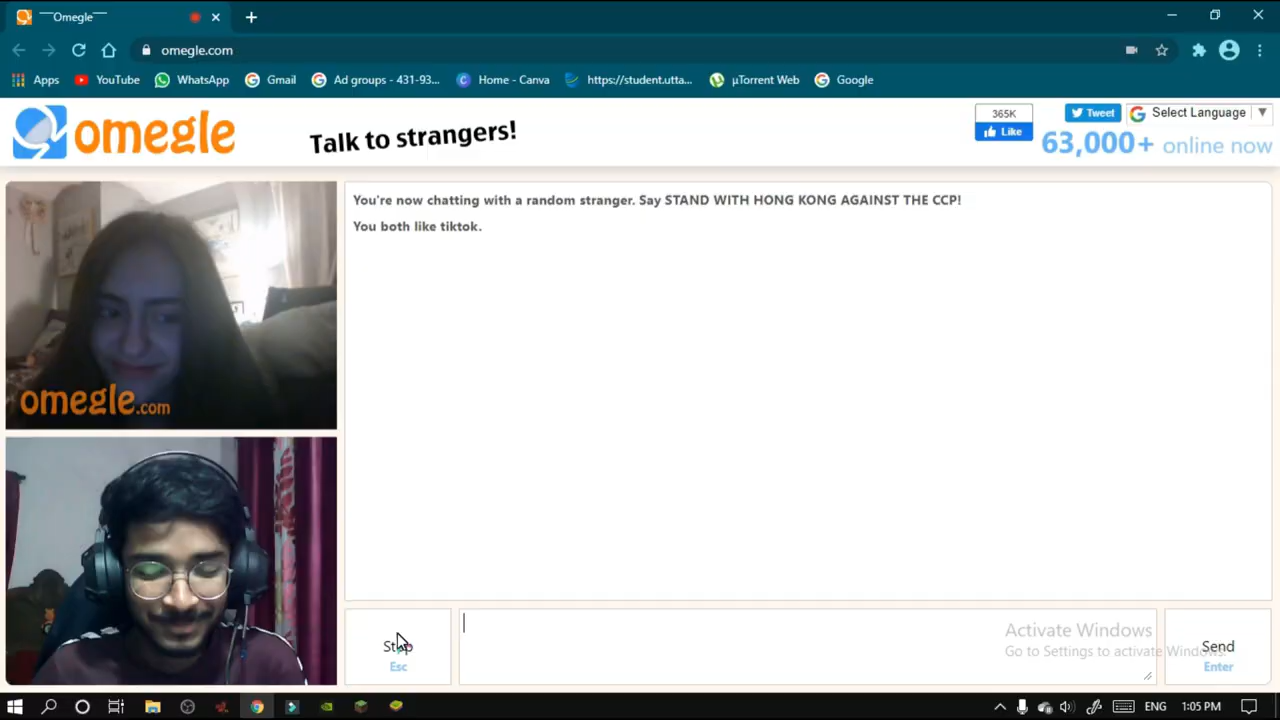 Omegle
omegle.com
Apps
YouTube
WhatsApp
Gmail
Ad groups - 431-93...
Home - Canva
https://student.utta...
µTorrent Web
Google
omegle
Talk to strangers!
365K
Like
Tweet
Select Language ▼
63,000+ online now
You're now chatting with a random stranger. Say STAND WITH HONG KONG AGAINST THE CCP!
You both like tiktok.
omegle.com
Stop
Esc
Activate Windows
Go to Settings to activate Windows.
Send
Enter
ENG
1:05 PM